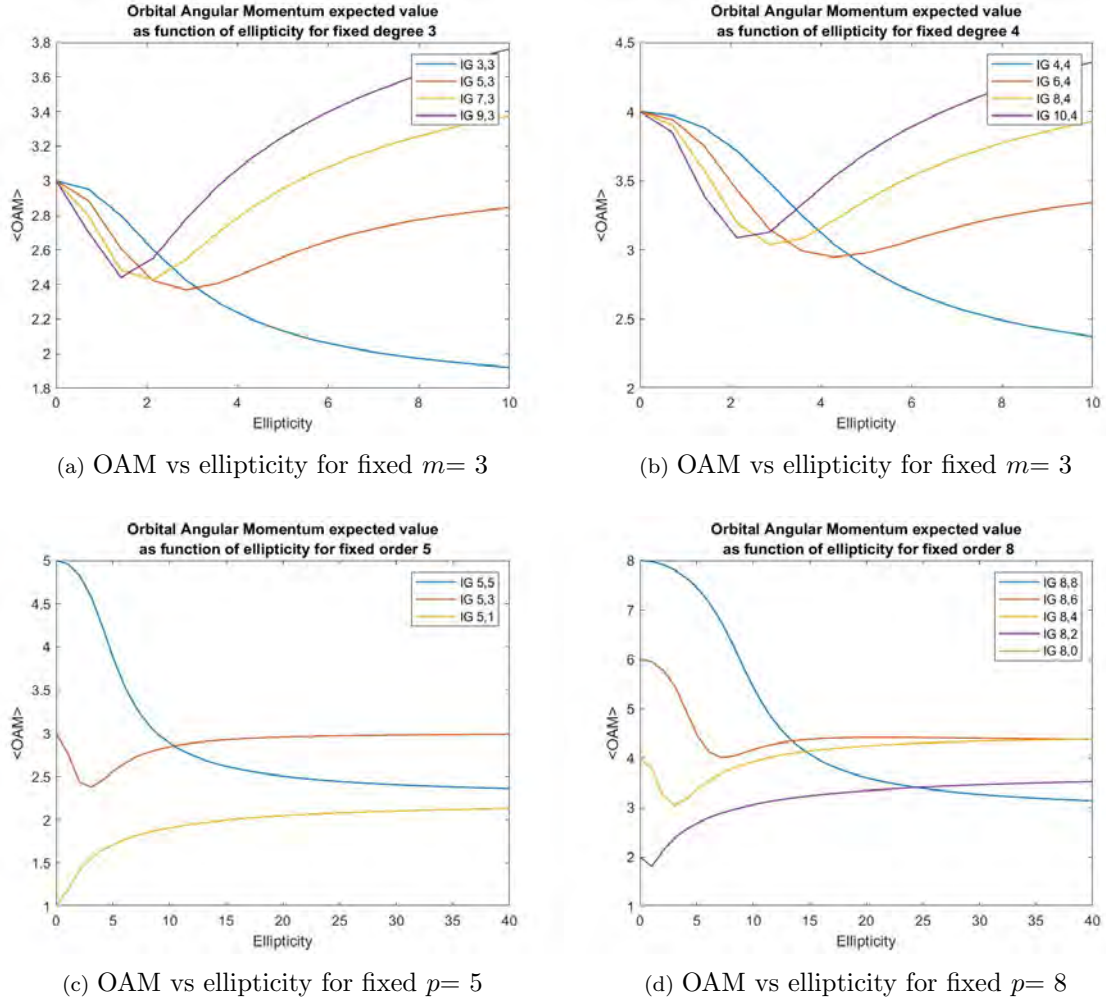 Orbital Angular Momentum expected value
as function of ellipticity for fixed degree 3
3.8
3.6
3.4
3.2
3
2.8
2.6
2.4
2.2
2
1.8
<OAM>
IG 3,3
IG 5,3
IG 7,3
IG 9,3
0 2 4 6 8 10
Ellipticity
(a) OAM vs ellipticity for fixed m= 3
Orbital Angular Momentum expected value
as function of ellipticity for fixed degree 4
4.5
4
3.5
3
2.5
2
<OAM>
IG 4,4
IG 6,4
IG 8,4
IG 10,4
0 2 4 6 8 10
Ellipticity
(b) OAM vs ellipticity for fixed m= 3
Orbital Angular Momentum expected value
as function of ellipticity for fixed order 5
5
4.5
4
3.5
3
2.5
2
1.5
1
<OAM>
IG 5,5
IG 5,3
IG 5,1
0 5 10 15 20 25 30 35 40
Ellipticity
(c) OAM vs ellipticity for fixed p= 5
Orbital Angular Momentum expected value
as function of ellipticity for fixed order 8
8
7
6
5
4
3
2
1
<OAM>
IG 8,8
IG 8,6
IG 8,4
IG 8,2
IG 8,0
0 5 10 15 20 25 30 35 40
Ellipticity
(d) OAM vs ellipticity for fixed p= 8